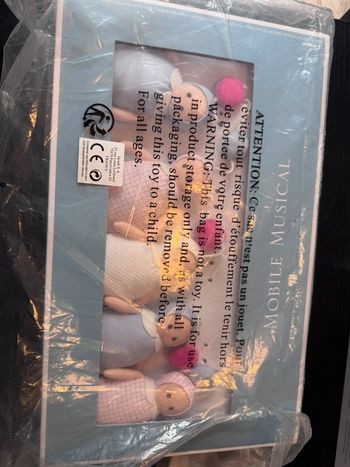 ATTENTION: Ce sac n'est pas un jouet. Pour
éviter tout risque d'étouffement le tenir hors
de portée de votre enfant.
WARNING: This bag is not a toy. It is for use
in product storage only and, as with all
packaging, should be removed before
giving this toy to a child.
For all ages.
MOBILE MUSICAL
CE